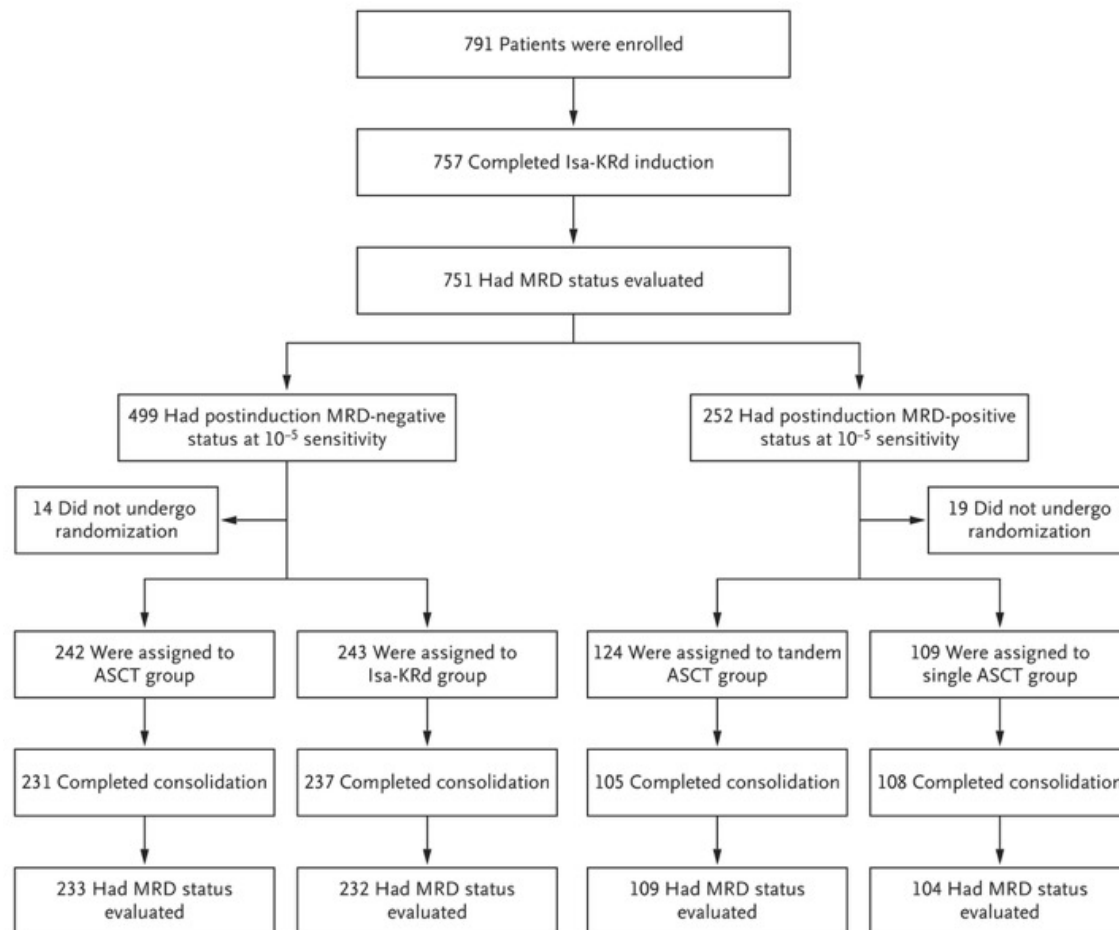 791 Patients were enrolled
757 Completed Isa-KRd induction
751 Had MRD status evaluated
499 Had postinduction MRD-negative
status at 10⁻⁵ sensitivity
252 Had postinduction MRD-positive
status at 10⁻⁵ sensitivity
14 Did not undergo
randomization
19 Did not undergo
randomization
242 Were assigned to
ASCT group
243 Were assigned to
Isa-KRd group
124 Were assigned to tandem
ASCT group
109 Were assigned to
single ASCT group
231 Completed consolidation
237 Completed consolidation
105 Completed consolidation
108 Completed consolidation
233 Had MRD status
evaluated
232 Had MRD status
evaluated
109 Had MRD status
evaluated
104 Had MRD status
evaluated